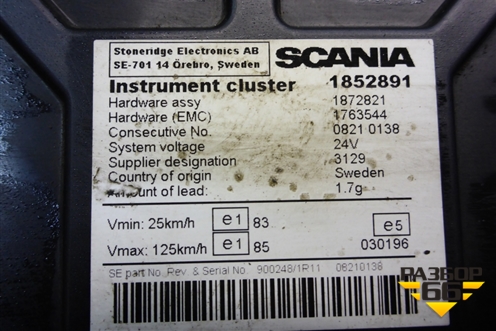 Stoneridge Electronics AB
SE-701 14 Örebro, Sweden
SCANIA
Instrument cluster 1852891
Hardware assy 1872821
Hardware (EMC) 1763544
Consecutive No. 0821 0138
System voltage 24V
Supplier designation 3129
Country of origin Sweden
Amount of lead: 1.7g
Vmin: 25km/h e1 83 e5
Vmax: 125km/h e1 85 030196
SE part No. Rev. & Serial No. 900248/1R11 06210138
РАЗБОР
66